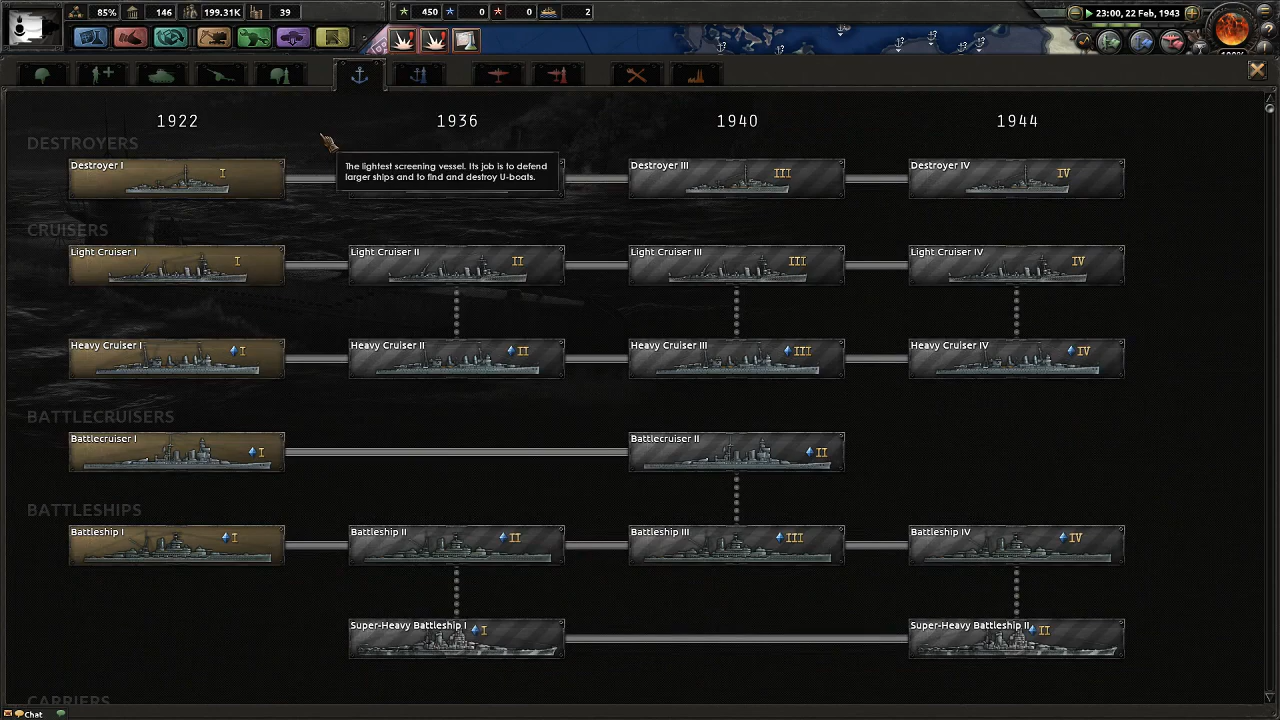 85% 146 199.31K 39 450 0 0 2 23:00, 22 Feb, 1943
100%
1922 1936 1940 1944
DESTROYERS
Destroyer I I Destroyer III III Destroyer IV IV
The lightest screening vessel. Its job is to defend
larger ships and to find and destroy U-boats.
CRUISERS
Light Cruiser I I Light Cruiser II II Light Cruiser III III Light Cruiser IV IV
Heavy Cruiser I I Heavy Cruiser II II Heavy Cruiser III III Heavy Cruiser IV IV
BATTLECRUISERS
Battlecruiser I I Battlecruiser II II
BATTLESHIPS
Battleship I I Battleship II II Battleship III III Battleship IV IV
Super-Heavy Battleship I I Super-Heavy Battleship II II
CARRIERS
Chat